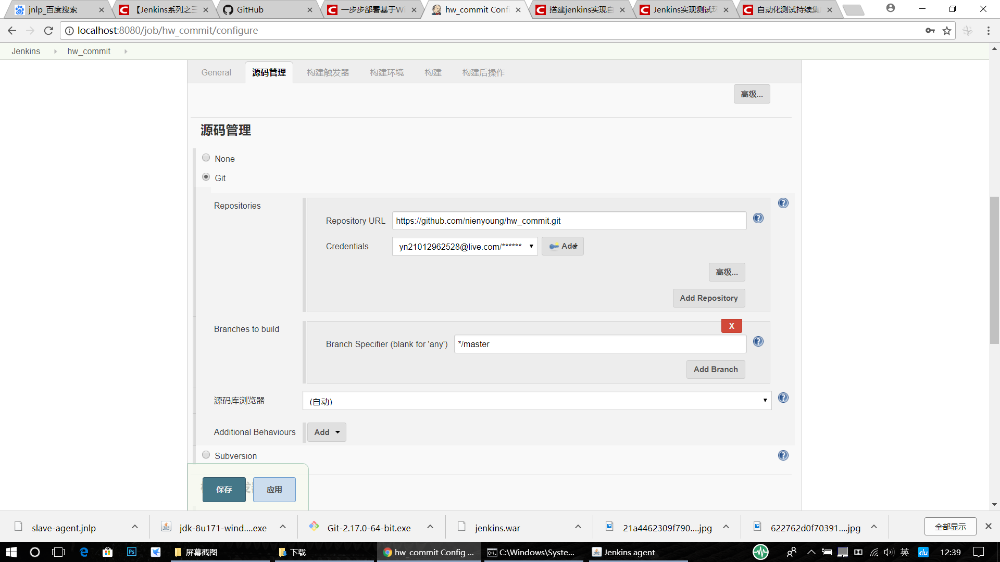 jnlp_百度搜索
【Jenkins系列之三
GitHub
一步步部署基于Wi
hw_commit Confi
搭建jenkins实现自
Jenkins实现测试环
自动化测试持续集
localhost:8080/job/hw_commit/configure
Jenkins
hw_commit
General
源码管理
构建触发器
构建环境
构建
构建后操作
高级...
源码管理
None
Git
Repositories
Repository URL
https://github.com/nienyoung/hw_commit.git
Credentials
yn21012962528@live.com/******
Add
高级...
Add Repository
Branches to build
X
Branch Specifier (blank for 'any')
*/master
Add Branch
源码库浏览器
(自动)
Additional Behaviours
Add
Subversion
保存
应用
slave-agent.jnlp
jdk-8u171-wind....exe
Git-2.17.0-64-bit.exe
jenkins.war
21a4462309f790....jpg
622762d0f70391....jpg
全部显示
Ps
屏幕截图
下载
hw_commit Config ...
C:\Windows\Syste...
Jenkins agent
英
du
12:39